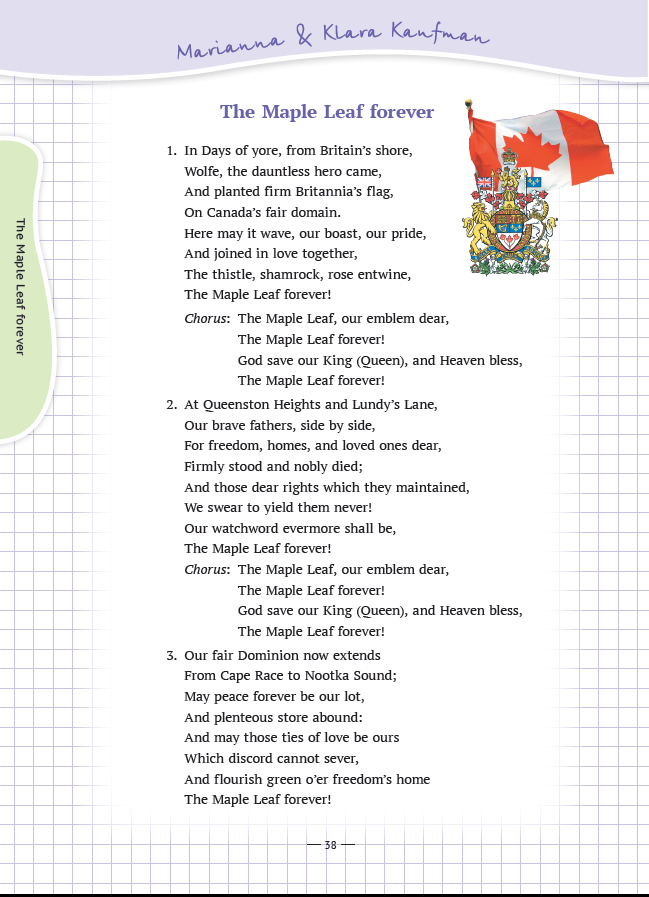 Marianna & Klara Kaufman
The Maple Leaf forever
The Maple Leaf forever
1. In Days of yore, from Britain's shore,
Wolfe, the dauntless hero came,
And planted firm Britannia's flag,
On Canada's fair domain.
Here may it wave, our boast, our pride,
And joined in love together,
The thistle, shamrock, rose entwine,
The Maple Leaf forever!
Chorus: The Maple Leaf, our emblem dear,
The Maple Leaf forever!
God save our King (Queen), and Heaven bless,
The Maple Leaf forever!
2. At Queenston Heights and Lundy's Lane,
Our brave fathers, side by side,
For freedom, homes, and loved ones dear,
Firmly stood and nobly died;
And those dear rights which they maintained,
We swear to yield them never!
Our watchword evermore shall be,
The Maple Leaf forever!
Chorus: The Maple Leaf, our emblem dear,
The Maple Leaf forever!
God save our King (Queen), and Heaven bless,
The Maple Leaf forever!
3. Our fair Dominion now extends
From Cape Race to Nootka Sound;
May peace forever be our lot,
And plenteous store abound:
And may those ties of love be ours
Which discord cannot sever,
And flourish green o'er freedom's home
The Maple Leaf forever!
— 38 —